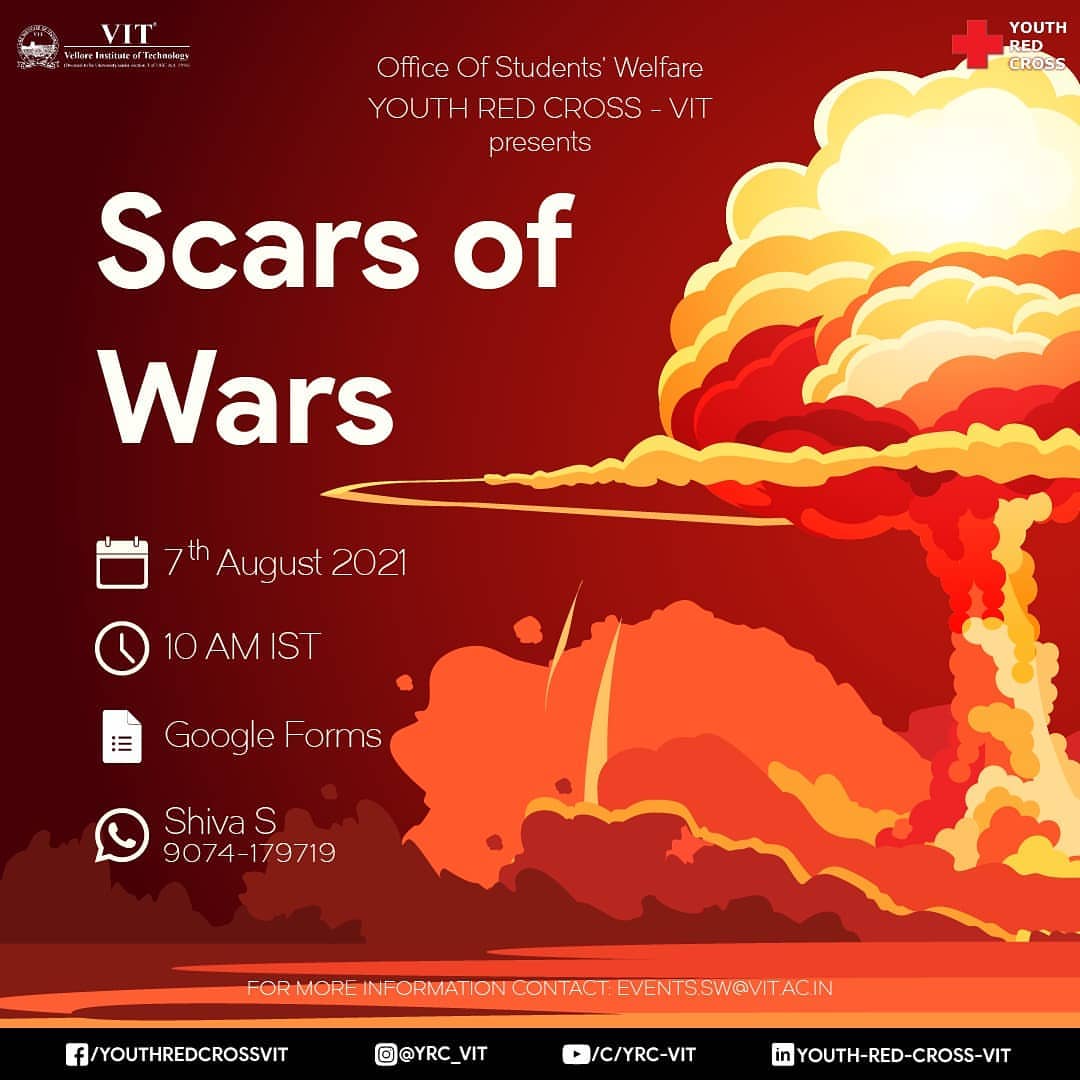 VIT
Vellore Institute of Technology
YOUTH
RED
CROSS
Office Of Students' Welfare
YOUTH RED CROSS - VIT
presents
Scars of
Wars
7th August 2021
10 AM IST
Google Forms
Shiva S
9074-179719
FOR MORE INFORMATION CONTACT: EVENTS.SW@VIT.AC.IN
/YOUTHREDCROSSVIT @YRC_VIT /C/YRC-VIT YOUTH-RED-CROSS-VIT